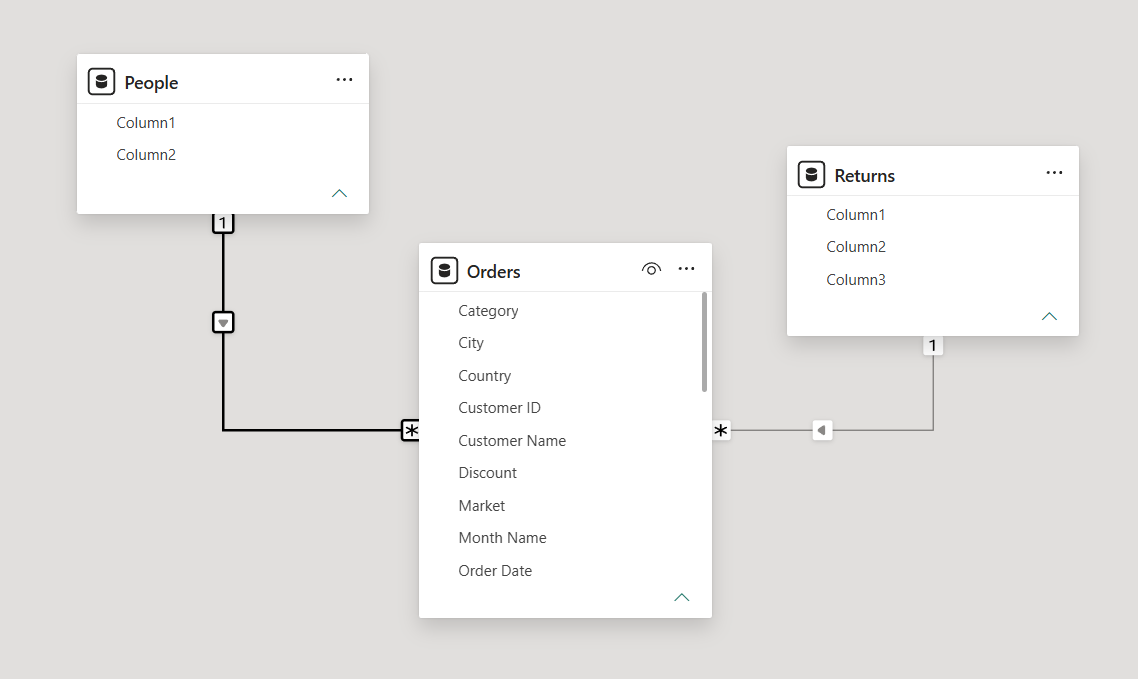 People
Column1
Column2
1
Returns
Column1
Column2
Column3
1
Orders
Category
City
Country
Customer ID
Customer Name
Discount
Market
Month Name
Order Date
*
*